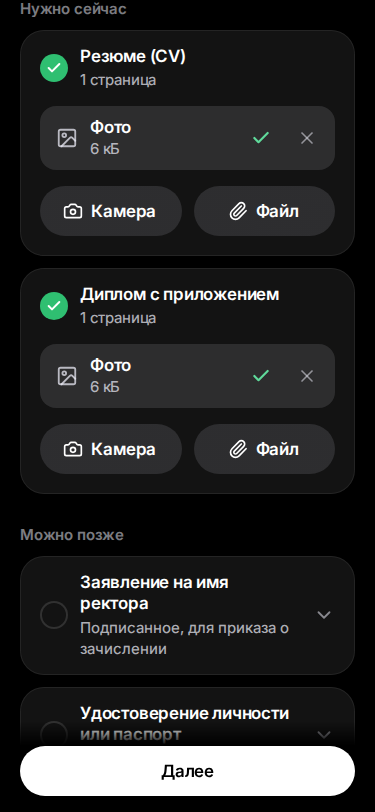 Нужно сейчас
Резюме (CV)
1 страница
Фото
6 кБ
Камера
Файл
Диплом с приложением
1 страница
Фото
6 кБ
Камера
Файл
Можно позже
Заявление на имя
ректора
Подписанное, для приказа о
зачислении
Удостоверение личности
или паспорт
Далее